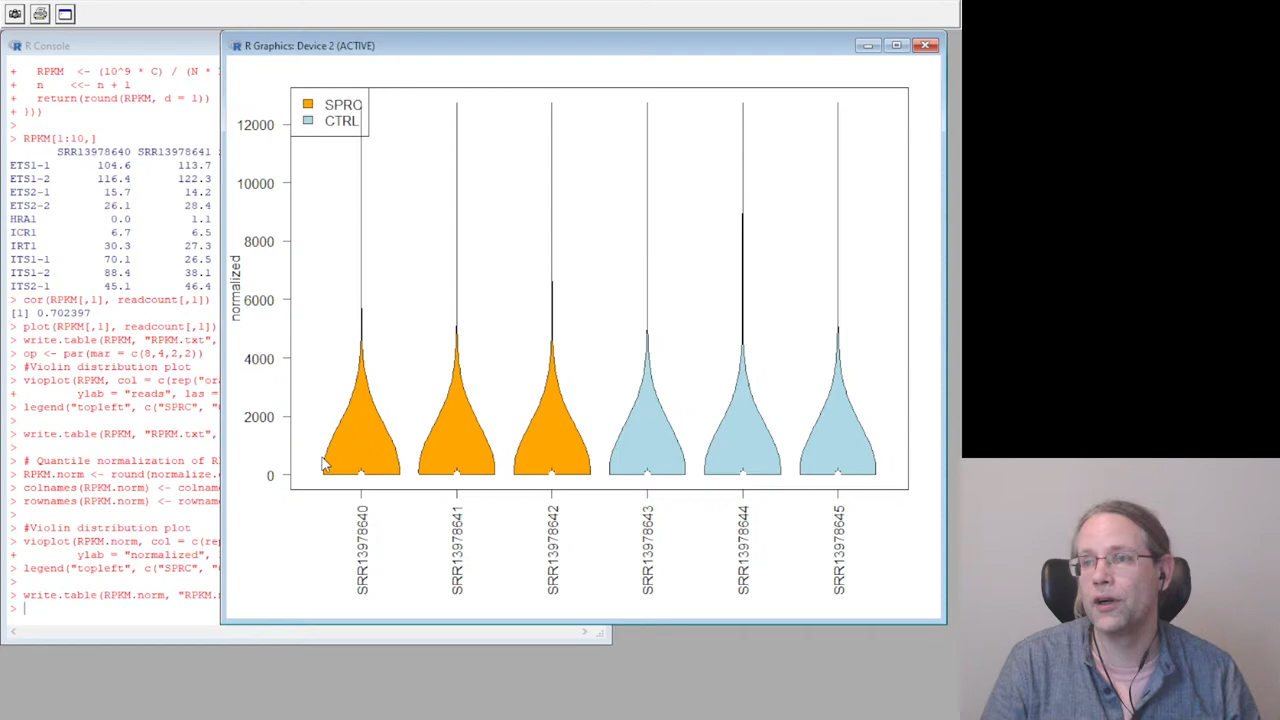 R Console
+   RPKM  <- (10^9 * C) / (N *
+   n    <<- n + 1
+   return(round(RPKM, d = 1))
+ )))
>
> RPKM[1:10,]
SRR13978640 SRR13978641
ETS1-1 104.6 113.7
ETS1-2 116.4 122.3
ETS2-1 15.7 14.2
ETS2-2 26.1 28.4
HRA1 0.0 1.1
ICR1 6.7 6.5
IRT1 30.3 27.3
ITS1-1 70.1 26.5
ITS1-2 88.4 38.1
ITS2-1 45.1 46.4
> cor(RPKM[,1], readcount[,1])
[1] 0.702397
> plot(RPKM[,1], readcount[,1])
> write.table(RPKM, "RPKM.txt",
> op <- par(mar = c(8,4,2,2))
> #Violin distribution plot
> vioplot(RPKM, col = c(rep("or
+ ylab = "reads", las =
> legend("topleft", c("SPRC", "
>
> write.table(RPKM, "RPKM.txt",
>
> # Quantile normalization of R
> RPKM.norm <- round(normalize.
> colnames(RPKM.norm) <- colnam
> rownames(RPKM.norm) <- rowname
>
> #Violin distribution plot
> vioplot(RPKM.norm, col = c(rep
+ ylab = "normalized",
> legend("topleft", c("SPRC", "
>
> write.table(RPKM.norm, "RPKM.n
>
R Graphics: Device 2 (ACTIVE)
SPRC
CTRL
normalized
12000
10000
8000
6000
4000
2000
0
SRR13978640
SRR13978641
SRR13978642
SRR13978643
SRR13978644
SRR13978645